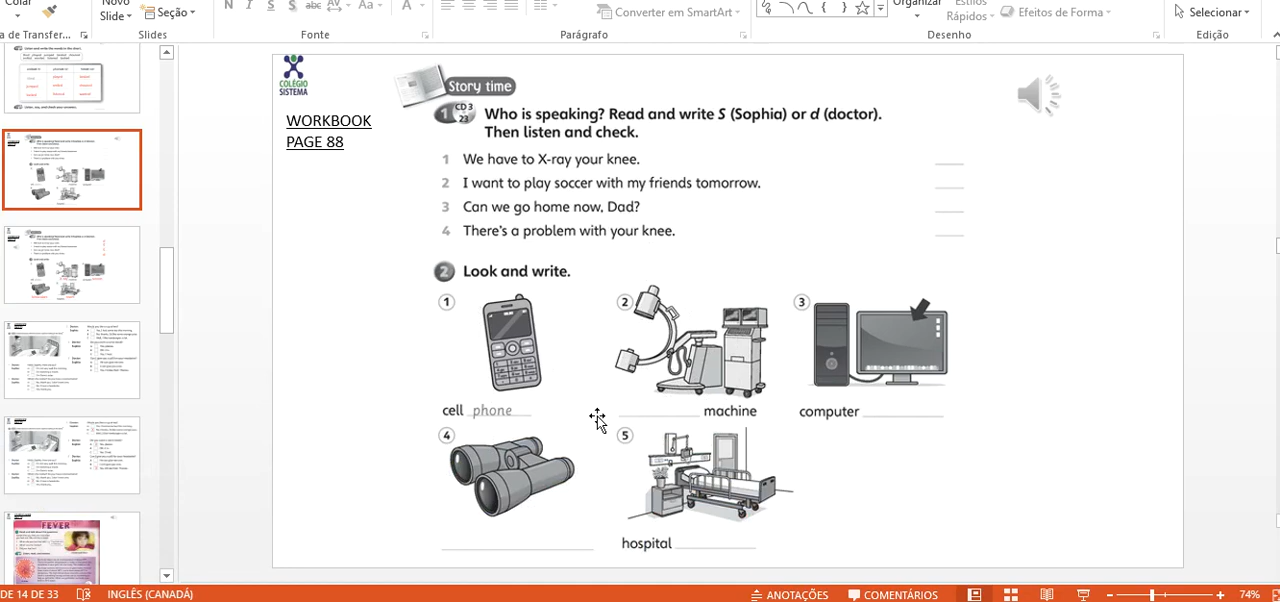 Colar
Novo
Slide
Seção
N I S S abc AV Aa A
Converter em SmartArt
Organizar
Estilos
Rápidos
Efeitos de Forma
Selecionar
a de Transfer...
Slides
Fonte
Parágrafo
Desenho
Edição
COLÉGIO
SISTEMA
WORKBOOK
PAGE 88
Story time
1 CD 3
23
Who is speaking? Read and write S (Sophia) or d (doctor).
Then listen and check.
1 We have to X-ray your knee.
2 I want to play soccer with my friends tomorrow.
3 Can we go home now, Dad?
4 There's a problem with your knee.
2 Look and write.
1
2
3
cell phone
machine
computer
4
5
hospital
FEVER
DE 14 DE 33
INGLÊS (CANADÁ)
ANOTAÇÕES
COMENTÁRIOS
74%